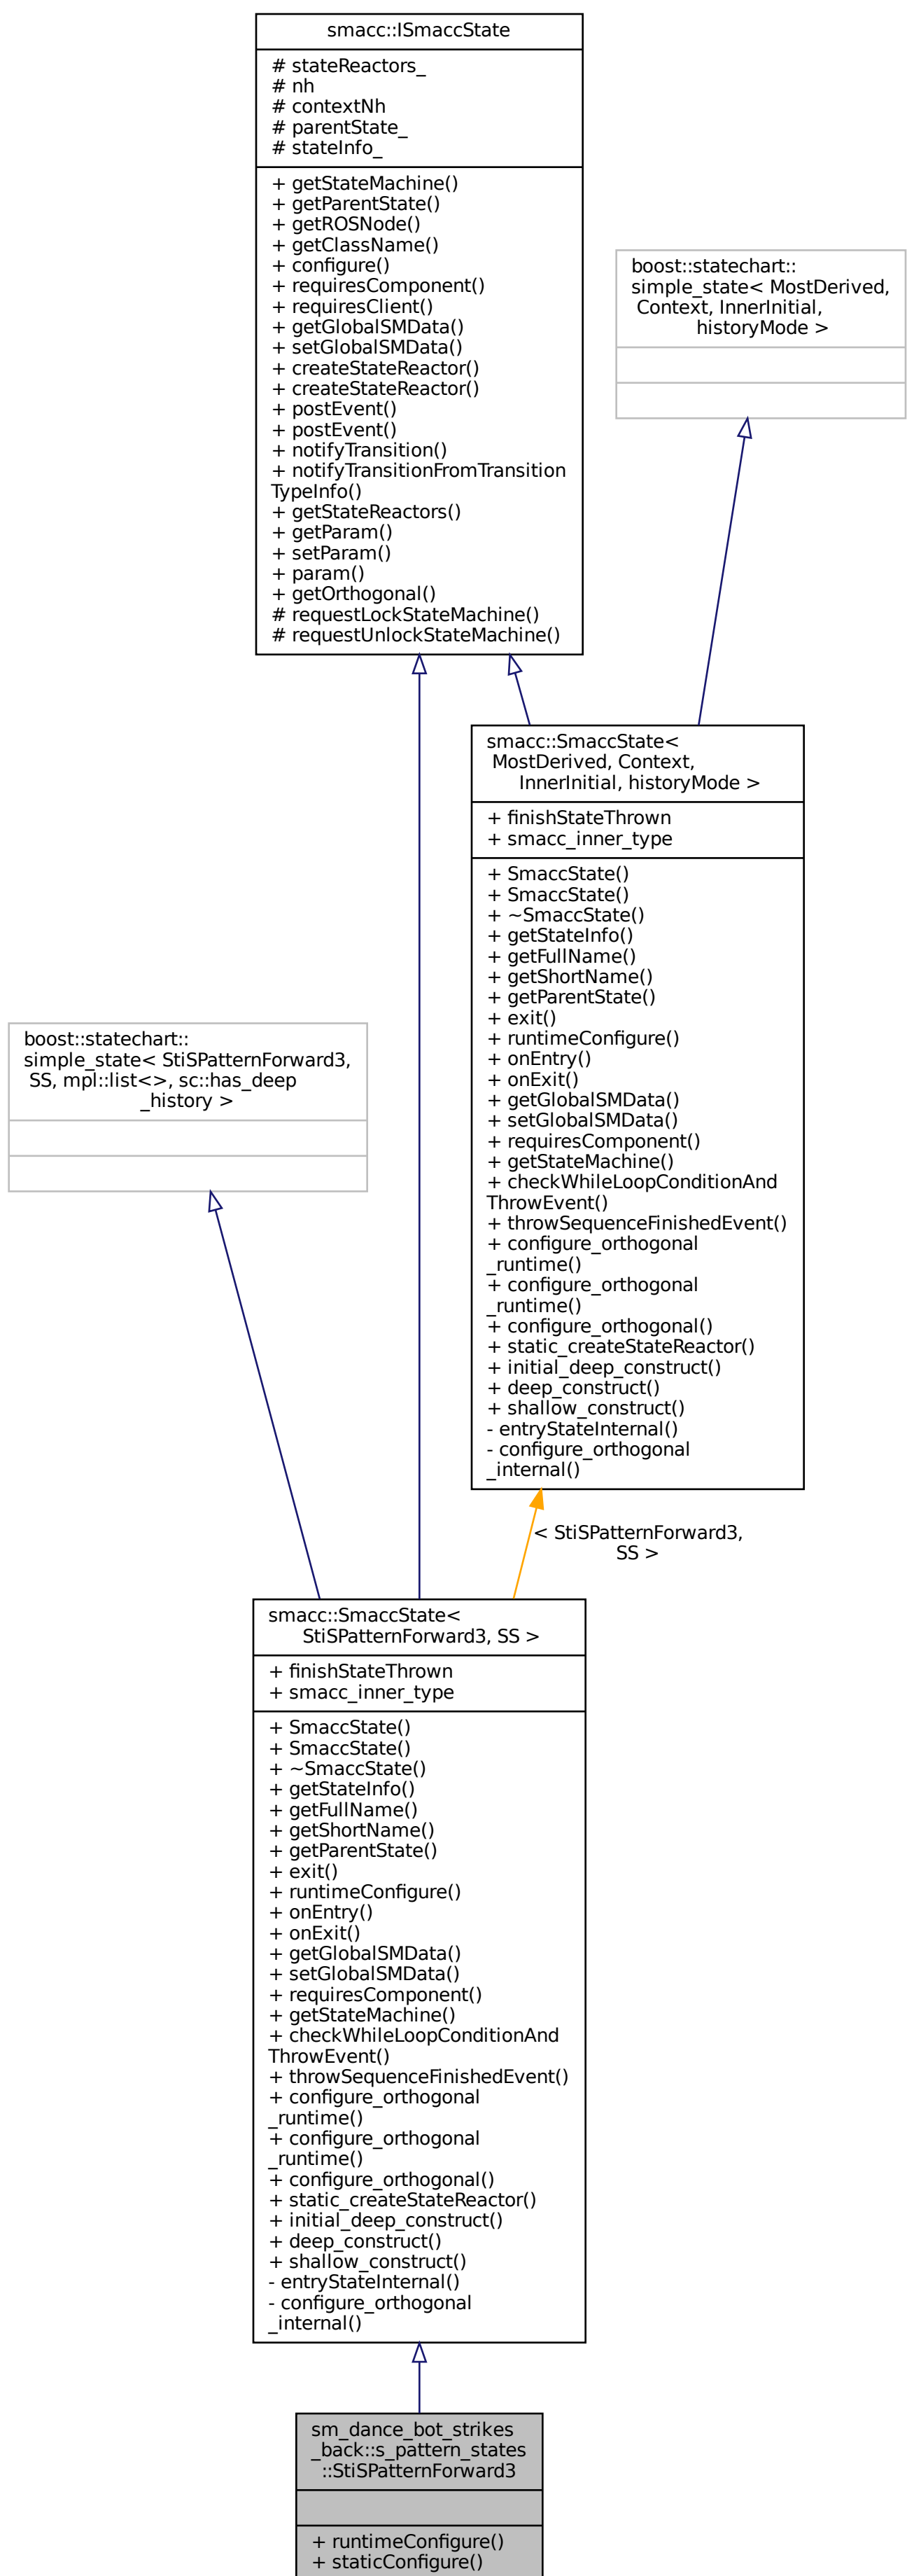 smacc::ISmaccState
# stateReactors_
# nh
# contextNh
# parentState_
# stateInfo_
+ getStateMachine()
+ getParentState()
+ getROSNode()
+ getClassName()
+ configure()
+ requiresComponent()
+ requiresClient()
+ getGlobalSMData()
+ setGlobalSMData()
+ createStateReactor()
+ createStateReactor()
+ postEvent()
+ postEvent()
+ notifyTransition()
+ notifyTransitionFromTransition
TypeInfo()
+ getStateReactors()
+ getParam()
+ setParam()
+ param()
+ getOrthogonal()
# requestLockStateMachine()
# requestUnlockStateMachine()
boost::statechart::
simple_state< MostDerived,
Context, InnerInitial,
historyMode >
smacc::SmaccState<
MostDerived, Context,
InnerInitial, historyMode >
+ finishStateThrown
+ smacc_inner_type
+ SmaccState()
+ SmaccState()
+ ~SmaccState()
+ getStateInfo()
+ getFullName()
+ getShortName()
+ getParentState()
+ exit()
+ runtimeConfigure()
+ onEntry()
+ onExit()
+ getGlobalSMData()
+ setGlobalSMData()
+ requiresComponent()
+ getStateMachine()
+ checkWhileLoopConditionAnd
ThrowEvent()
+ throwSequenceFinishedEvent()
+ configure_orthogonal
_runtime()
+ configure_orthogonal
_runtime()
+ configure_orthogonal()
+ static_createStateReactor()
+ initial_deep_construct()
+ deep_construct()
+ shallow_construct()
- entryStateInternal()
- configure_orthogonal
_internal()
boost::statechart::
simple_state< StiSPatternForward3,
SS, mpl::list<>, sc::has_deep
_history >
< StiSPatternForward3,
SS >
smacc::SmaccState<
StiSPatternForward3, SS >
+ finishStateThrown
+ smacc_inner_type
+ SmaccState()
+ SmaccState()
+ ~SmaccState()
+ getStateInfo()
+ getFullName()
+ getShortName()
+ getParentState()
+ exit()
+ runtimeConfigure()
+ onEntry()
+ onExit()
+ getGlobalSMData()
+ setGlobalSMData()
+ requiresComponent()
+ getStateMachine()
+ checkWhileLoopConditionAnd
ThrowEvent()
+ throwSequenceFinishedEvent()
+ configure_orthogonal
_runtime()
+ configure_orthogonal
_runtime()
+ configure_orthogonal()
+ static_createStateReactor()
+ initial_deep_construct()
+ deep_construct()
+ shallow_construct()
- entryStateInternal()
- configure_orthogonal
_internal()
sm_dance_bot_strikes
_back::s_pattern_states
::StiSPatternForward3
+ runtimeConfigure()
+ staticConfigure()